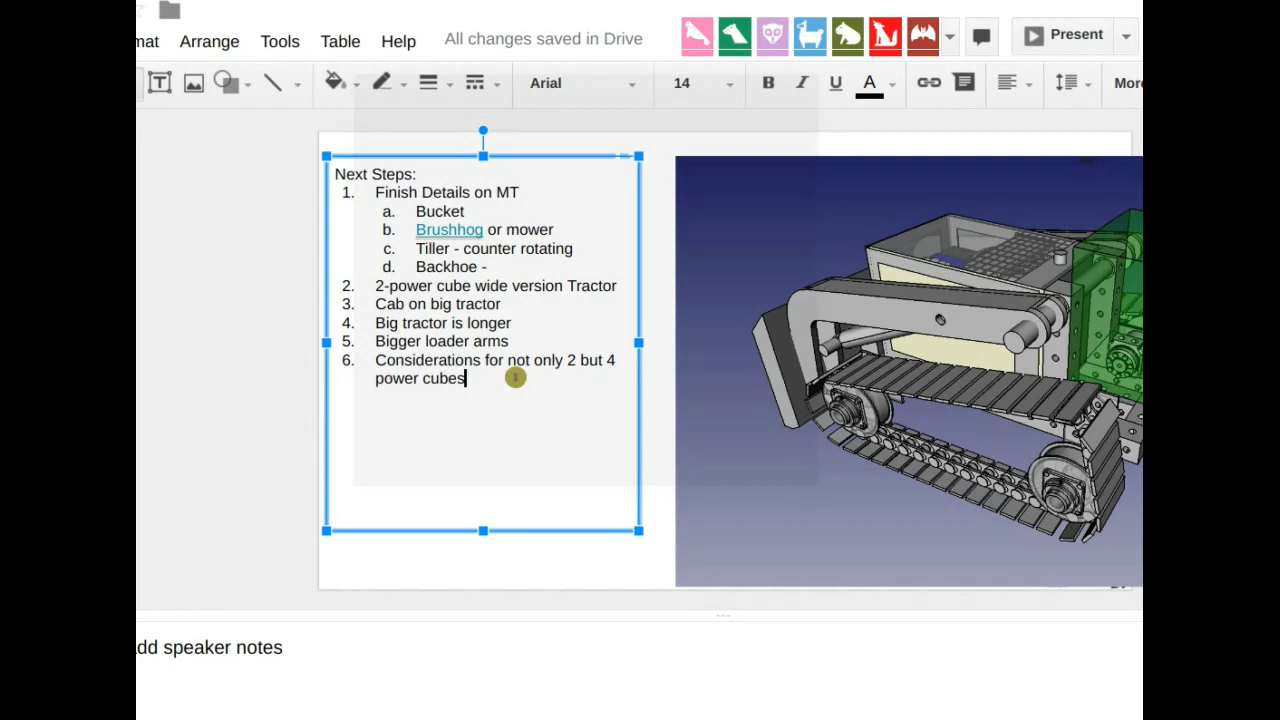 mat Arrange Tools Table Help All changes saved in Drive Present
Arial 14 B I U A More
Next Steps:
1. Finish Details on MT
a. Bucket
b. Brushhog or mower
c. Tiller - counter rotating
d. Backhoe -
2. 2-power cube wide version Tractor
3. Cab on big tractor
4. Big tractor is longer
5. Bigger loader arms
6. Considerations for not only 2 but 4
power cubes
dd speaker notes